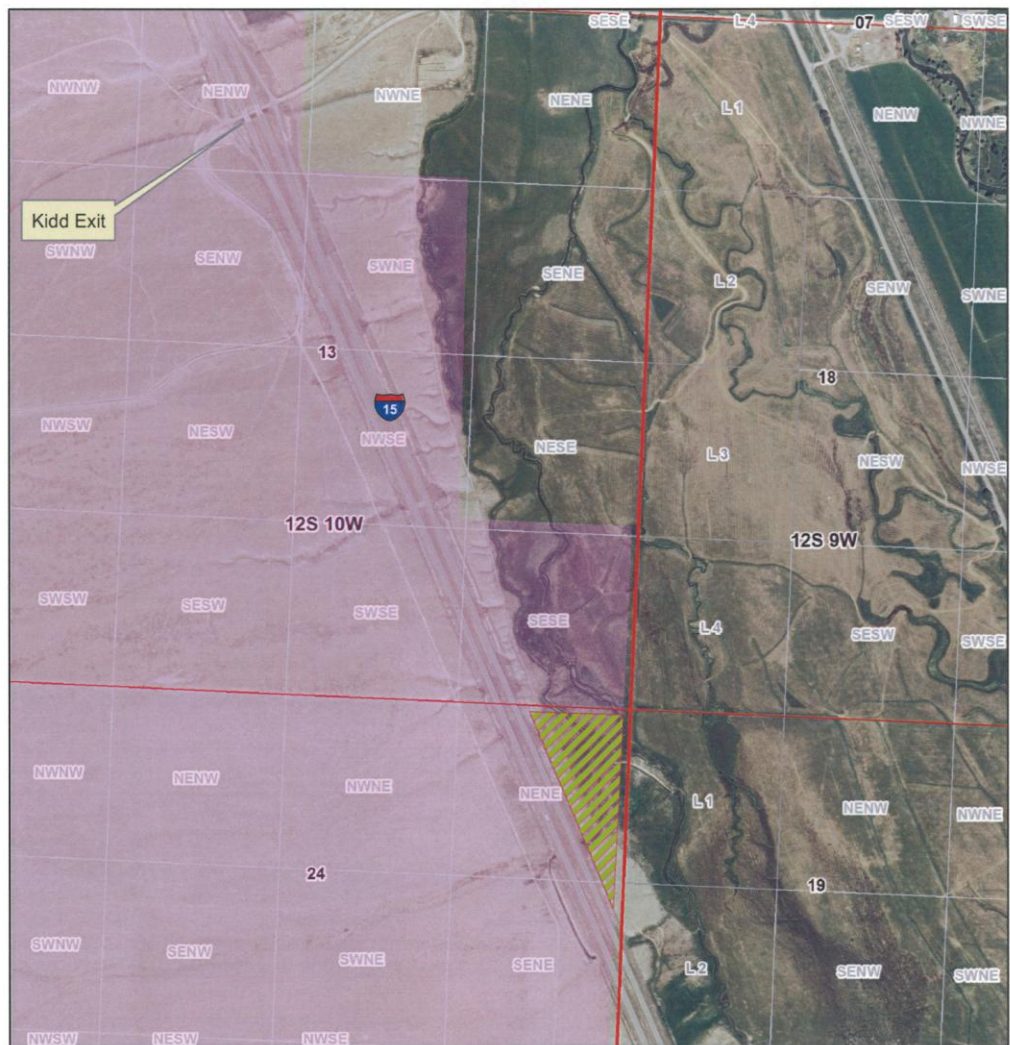 SESE L 4 07 SESW SWSE
NWNW NENW NWNE NENE L 1 NENW NWNE
Kidd Exit
SWNW SENW SWNE SENE L 2 SENW SWNE
13 18
15
NWSW NESW NWSE NESE L 3 NESW NWSE
12S 10W 12S 9W
SWSW SESW SWSE SESE L 4 SESW SWSE
NWNW NENW NWNE NENE L 1 NENW NWNE
24 19
SWNW SENW SWNE SENE L 2 SENW SWNE
NWSW NESW NWSE